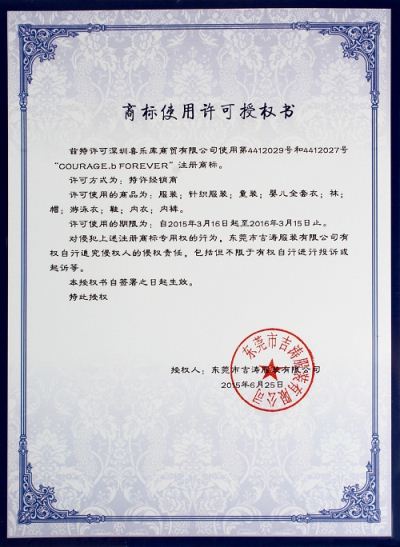 商标使用许可授权书
兹特许可深圳喜乐库商贸有限公司使用第4412029号和4412027号
“COURAGE.b FOREVER”注册商标。
许可方式为：特许经销商
许可使用的商品为：服装；针织服装；童装；婴儿全套衣；袜；
帽；游泳衣；鞋；内衣；内裤。
许可使用的期限为：自2015年3月16日起至2016年3月15日止。
对侵犯上述注册商标专用权的行为，东莞市吉涛服装有限公司有
权自行追究侵权人的侵权责任，包括但不限于有权自行进行投诉或
起诉等。
本授权书自签署之日起生效。
特此授权
授权人：东莞市吉涛服装有限公司
2015年6月25日
东莞市吉涛服装有限公司